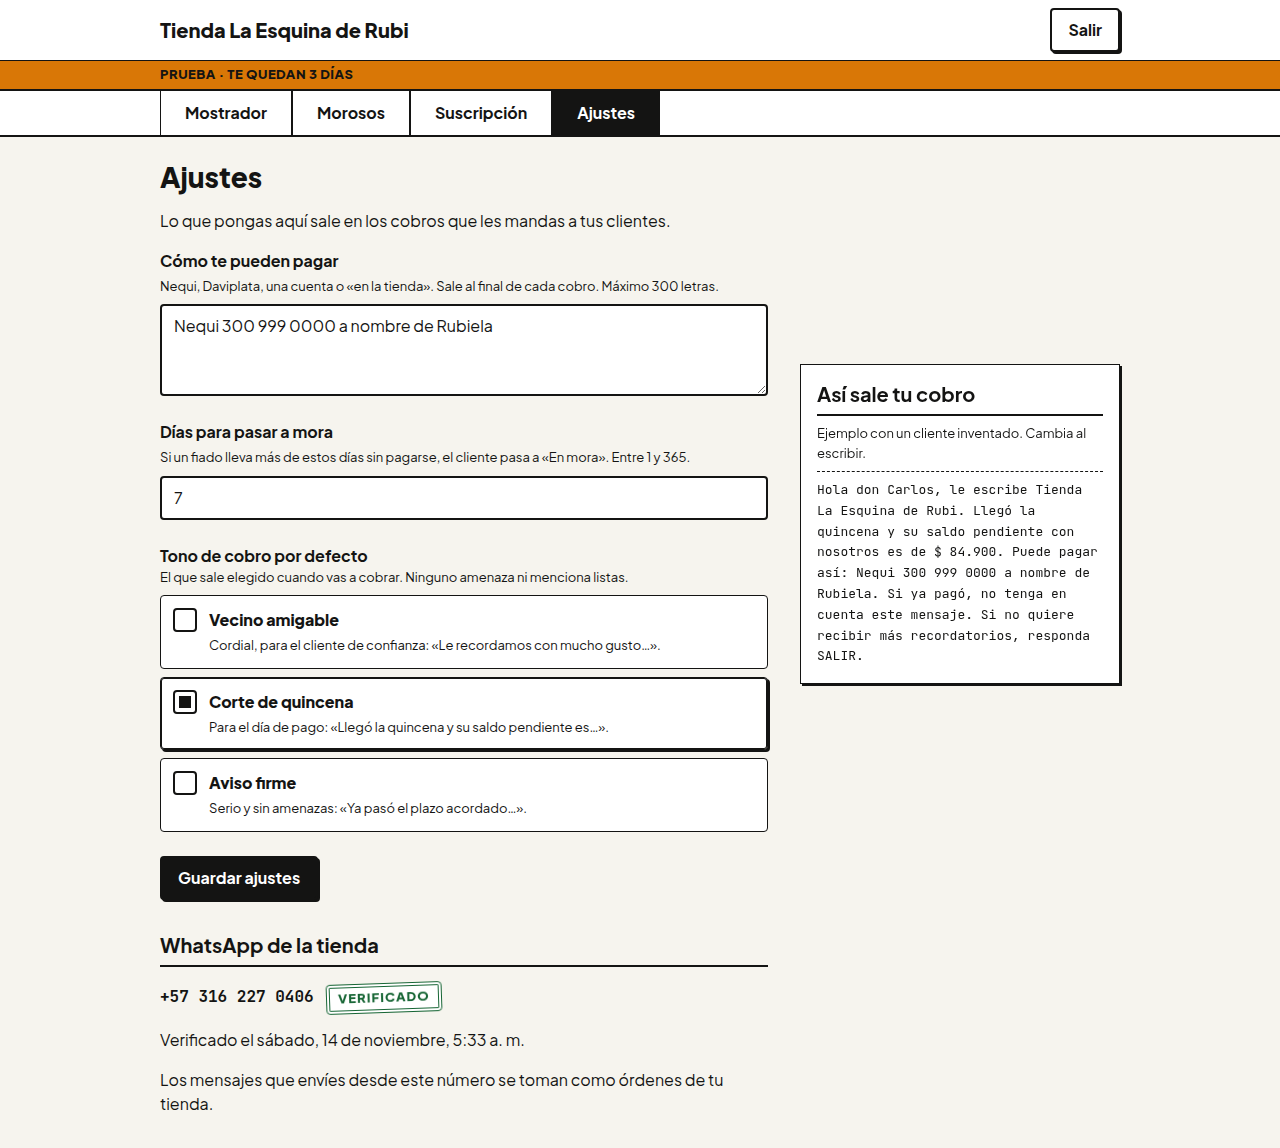 Tienda La Esquina de Rubi
Salir
PRUEBA · TE QUEDAN 3 DÍAS
Mostrador
Morosos
Suscripción
Ajustes
Ajustes
Lo que pongas aquí sale en los cobros que les mandas a tus clientes.
Cómo te pueden pagar
Nequi, Daviplata, una cuenta o «en la tienda». Sale al final de cada cobro. Máximo 300 letras.
Nequi 300 999 0000 a nombre de Rubiela
Días para pasar a mora
Si un fiado lleva más de estos días sin pagarse, el cliente pasa a «En mora». Entre 1 y 365.
7
Tono de cobro por defecto
El que sale elegido cuando vas a cobrar. Ninguno amenaza ni menciona listas.
Vecino amigable
Cordial, para el cliente de confianza: «Le recordamos con mucho gusto…».
Corte de quincena
Para el día de pago: «Llegó la quincena y su saldo pendiente es…».
Aviso firme
Serio y sin amenazas: «Ya pasó el plazo acordado…».
Guardar ajustes
WhatsApp de la tienda
+57 316 227 0406
VERIFICADO
Verificado el sábado, 14 de noviembre, 5:33 a. m.
Los mensajes que envíes desde este número se toman como órdenes de tu
tienda.
Así sale tu cobro
Ejemplo con un cliente inventado. Cambia al
escribir.
Hola don Carlos, le escribe Tienda
La Esquina de Rubi. Llegó la
quincena y su saldo pendiente con
nosotros es de $ 84.900. Puede pagar
así: Nequi 300 999 0000 a nombre de
Rubiela. Si ya pagó, no tenga en
cuenta este mensaje. Si no quiere
recibir más recordatorios, responda
SALIR.